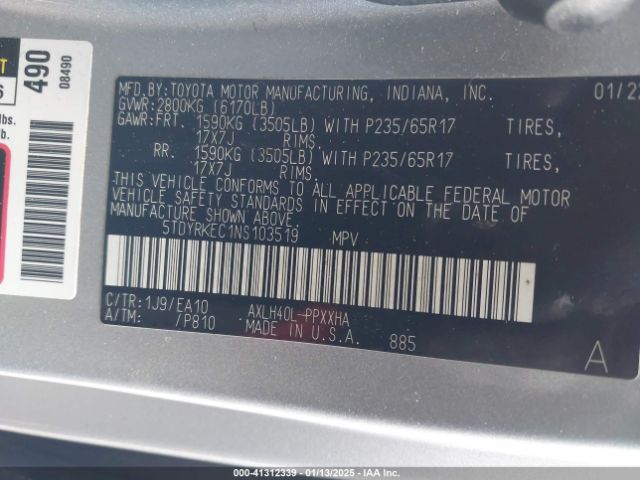 490
08490
MFD.BY:TOYOTA MOTOR MANUFACTURING, INDIANA, INC. 01/22
GVWR:2800KG (6170LB)
GAWR:FRT. 1590KG (3505LB) WITH P235/65R17 TIRES,
17X7J RIMS.
RR. 1590KG (3505LB) WITH P235/65R17 TIRES,
17X7J RIMS.
THIS VEHICLE CONFORMS TO ALL APPLICABLE FEDERAL MOTOR
VEHICLE SAFETY STANDARDS IN EFFECT ON THE DATE OF
MANUFACTURE SHOWN ABOVE.
5TDYRKEC1NS103519 MPV
C/TR:1J9/EA10 AXLH40L-PPXXHA
A/TM: /P810 MADE IN U.S.A. 885
A
lbs.
lb.
000-41312339 - 01/13/2025 - IAA Inc.